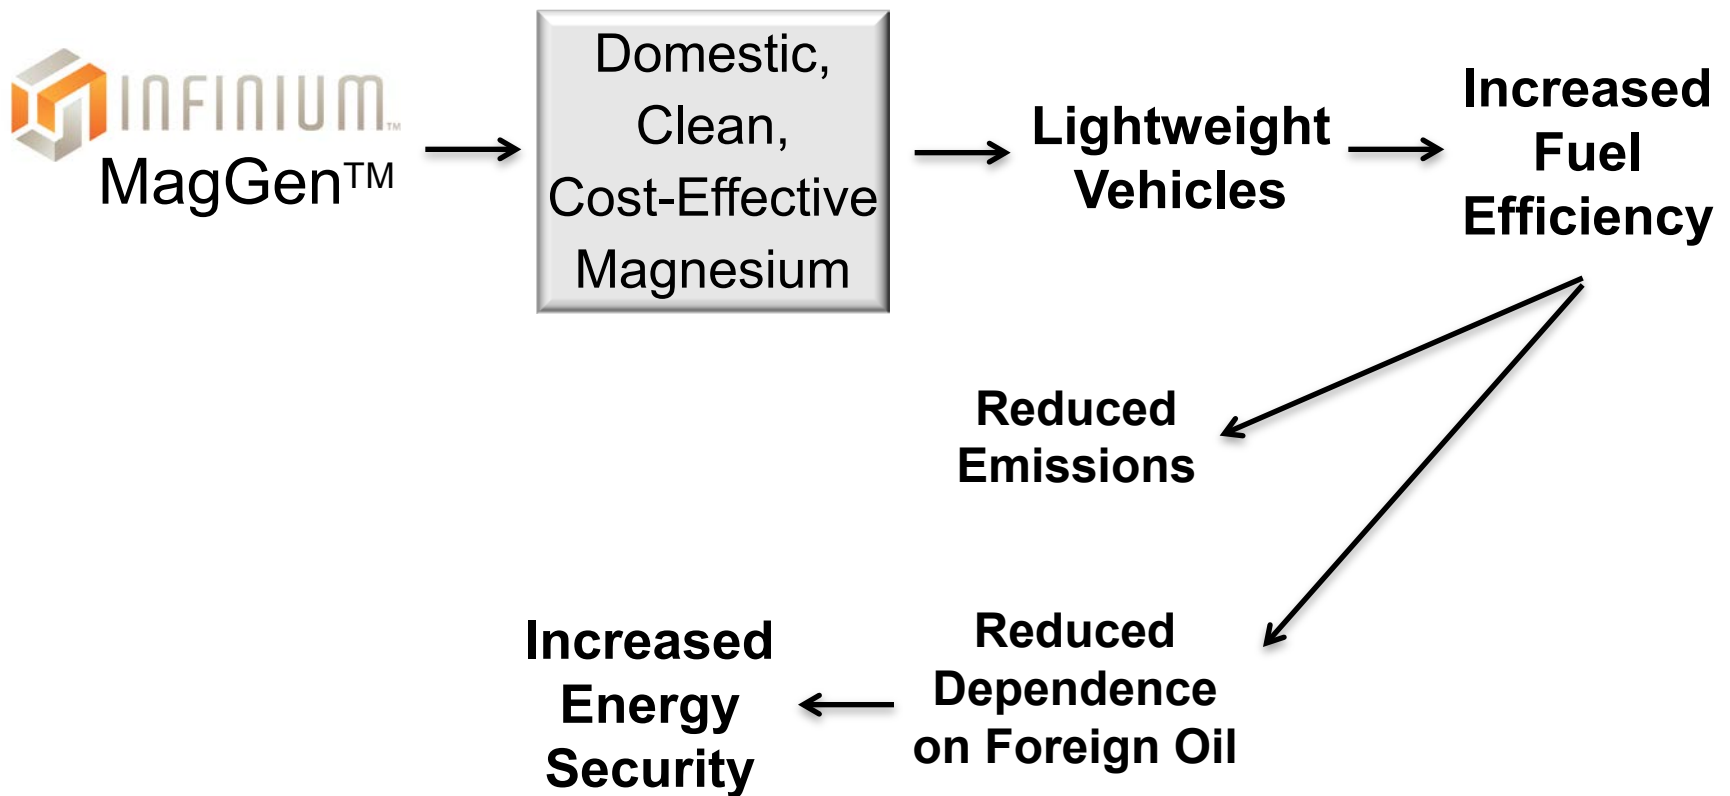 INFINIUM™
MagGen™
Domestic,
Clean,
Cost-Effective
Magnesium
Lightweight
Vehicles
Increased
Fuel
Efficiency
Reduced
Emissions
Reduced
Dependence
on Foreign Oil
Increased
Energy
Security